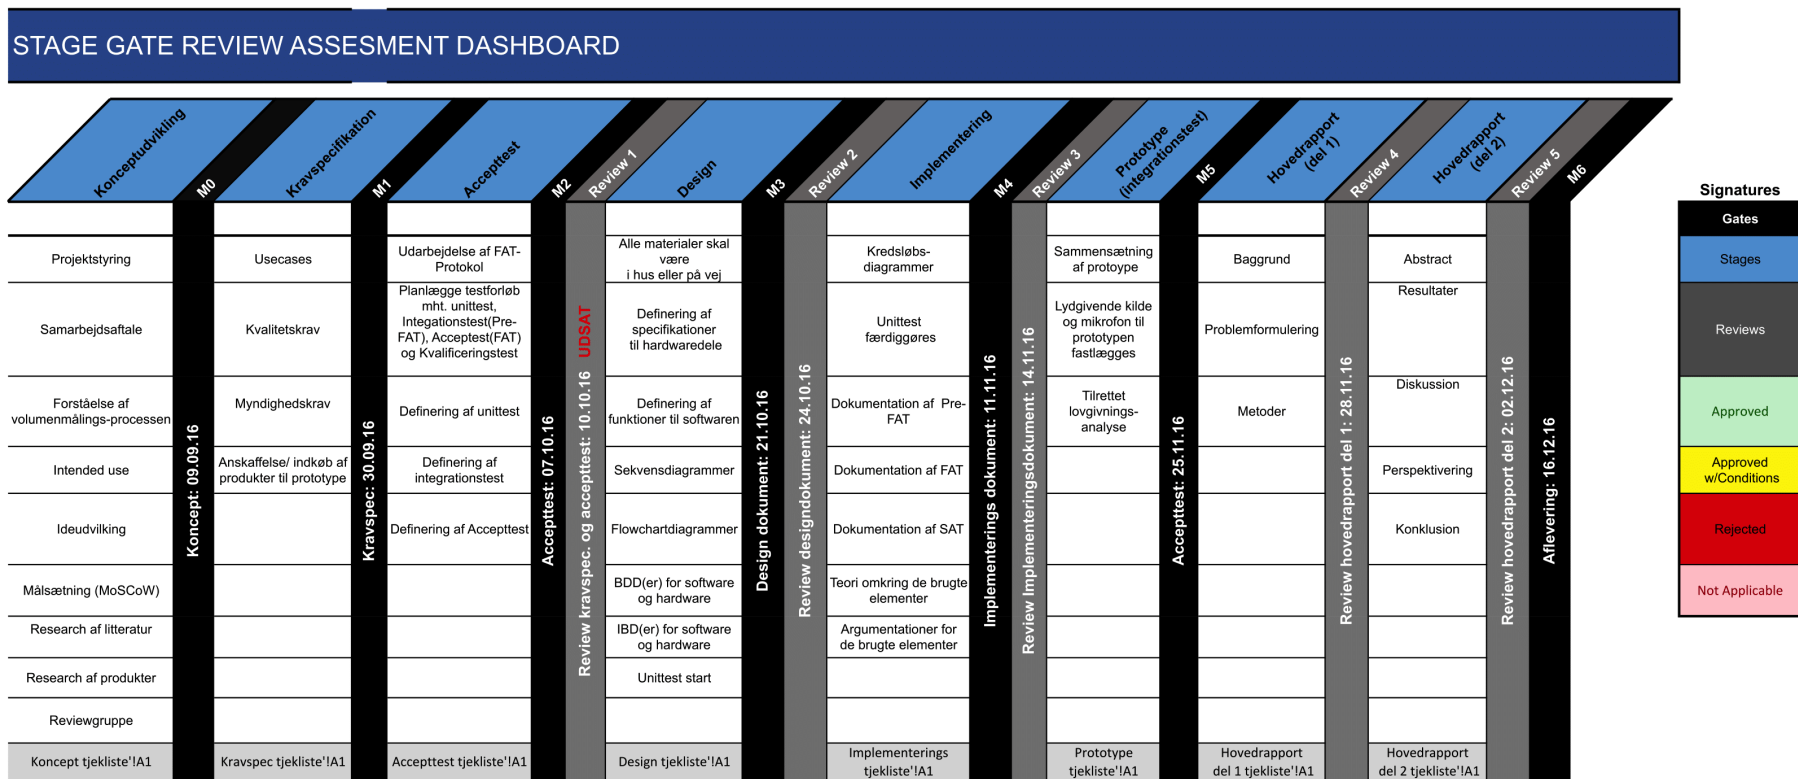 STAGE GATE REVIEW ASSESMENT DASHBOARD
Konceptudvikling
M0
Kravspecifikation
M1
Accepttest
M2
Review 1
Design
M3
Review 2
Implementering
M4
Review 3
Prototype
(integrationstest)
M5
Hovedrapport
(del 1)
Review 4
Hovedrapport
(del 2)
Review 5
M6
Projektstyring
Samarbejdsaftale
Forståelse af
volumenmålings-processen
Intended use
Ideudvilking
Målsætning (MoSCoW)
Research af litteratur
Research af produkter
Reviewgruppe
Koncept tjekliste'!A1
Koncept: 09.09.16
Usecases
Kvalitetskrav
Myndighedskrav
Anskaffelse/ indkøb af
produkter til prototype
Kravspec tjekliste'!A1
Kravspec: 30.09.16
Udarbejdelse af FAT-
Protokol
Planlægge testforløb
mht. unittest,
Integationstest(Pre-
FAT), Acceptest(FAT)
og Kvalificeringstest
Definering af unittest
Definering af
integrationstest
Definering af Accepttest
Accepttest tjekliste'!A1
Accepttest: 07.10.16
Review kravspec. og accepttest: 10.10.16 UDSAT
Alle materialer skal
være
i hus eller på vej
Definering af
specifikationer
til hardwaredele
Definering af
funktioner til softwaren
Sekvensdiagrammer
Flowchartdiagrammer
BDD(er) for software
og hardware
IBD(er) for software
og hardware
Unittest start
Design tjekliste'!A1
Design dokument: 21.10.16
Review designdokument: 24.10.16
Kredsløbs-
diagrammer
Unittest
færdiggøres
Dokumentation af Pre-
FAT
Dokumentation af FAT
Dokumentation af SAT
Teori omkring de brugte
elementer
Argumentationer for
de brugte elementer
Implementerings
tjekliste'!A1
Implementerings dokument: 11.11.16
Review Implementeringsdokument: 14.11.16
Sammensætning
af protoype
Lydgivende kilde
og mikrofon til
prototypen
fastlægges
Tilrettet
lovgivnings-
analyse
Prototype
tjekliste'!A1
Accepttest: 25.11.16
Baggrund
Problemformulering
Metoder
Hovedrapport
del 1 tjekliste'!A1
Review hovedrapport del 1: 28.11.16
Abstract
Resultater
Diskussion
Perspektivering
Konklusion
Hovedrapport
del 2 tjekliste'!A1
Review hovedrapport del 2: 02.12.16
Aflevering: 16.12.16
Signatures
Gates
Stages
Reviews
Approved
Approved
w/Conditions
Rejected
Not Applicable